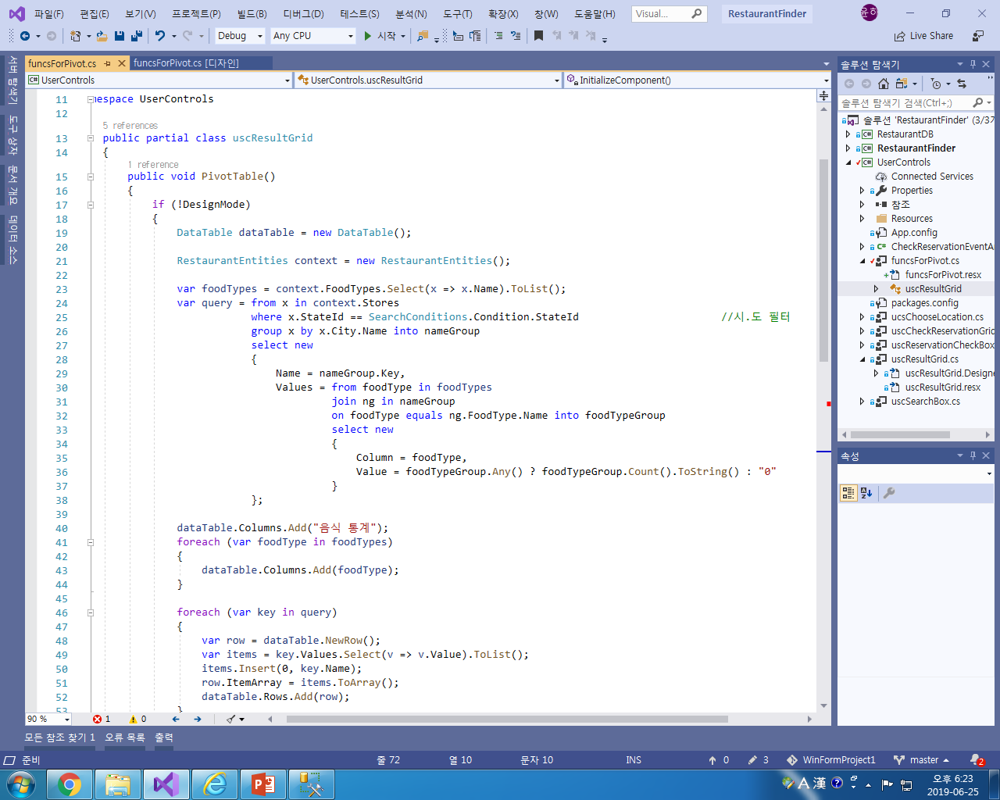 파일(F) 편집(E) 보기(V) 프로젝트(P) 빌드(B) 디버그(D) 테스트(S) 분석(N) 도구(T) 확장(X) 창(W) 도움말(H) Visual... RestaurantFinder 윤하
Debug Any CPU 시작 Live Share
서버 탐색기
도구 상자
문서 개요
데이터 소스
funcsForPivot.cs funcsForPivot.cs [디자인]
UserControls UserControls.uscResultGrid InitializeComponent()
11 mespace UserControls
12
5 references
13 public partial class uscResultGrid
14 {
1 reference
15 public void PivotTable()
16 {
17 if (!DesignMode)
18 {
19 DataTable dataTable = new DataTable();
20
21 RestaurantEntities context = new RestaurantEntities();
22
23 var foodTypes = context.FoodTypes.Select(x => x.Name).ToList();
24 var query = from x in context.Stores
25 where x.StateId == SearchConditions.Condition.StateId //시.도 필터
26 group x by x.City.Name into nameGroup
27 select new
28 {
29 Name = nameGroup.Key,
30 Values = from foodType in foodTypes
31 join ng in nameGroup
32 on foodType equals ng.FoodType.Name into foodTypeGroup
33 select new
34 {
35 Column = foodType,
36 Value = foodTypeGroup.Any() ? foodTypeGroup.Count().ToString() : "0"
37 }
38 };
39
40 dataTable.Columns.Add("음식 통계");
41 foreach (var foodType in foodTypes)
42 {
43 dataTable.Columns.Add(foodType);
44 }
45
46 foreach (var key in query)
47 {
48 var row = dataTable.NewRow();
49 var items = key.Values.Select(v => v.Value).ToList();
50 items.Insert(0, key.Name);
51 row.ItemArray = items.ToArray();
52 dataTable.Rows.Add(row);
53 }
90 % 1 0
솔루션 탐색기
솔루션 탐색기 검색(Ctrl+;)
솔루션 'RestaurantFinder' (3/37
RestaurantDB
RestaurantFinder
UserControls
Connected Services
Properties
참조
Resources
App.config
CheckReservationEventA
funcsForPivot.cs
funcsForPivot.resx
uscResultGrid
packages.config
ucsChooseLocation.cs
uscCheckReservationGrid
uscReservationCheckBox
uscResultGrid.cs
uscResultGrid.Designe
uscResultGrid.resx
uscSearchBox.cs
속성
모든 참조 찾기 1 오류 목록 출력
준비 줄 72 열 10 문자 10 INS 0 3 WinFormProject1 master 2
A 漢 오후 6:23
2019-06-25